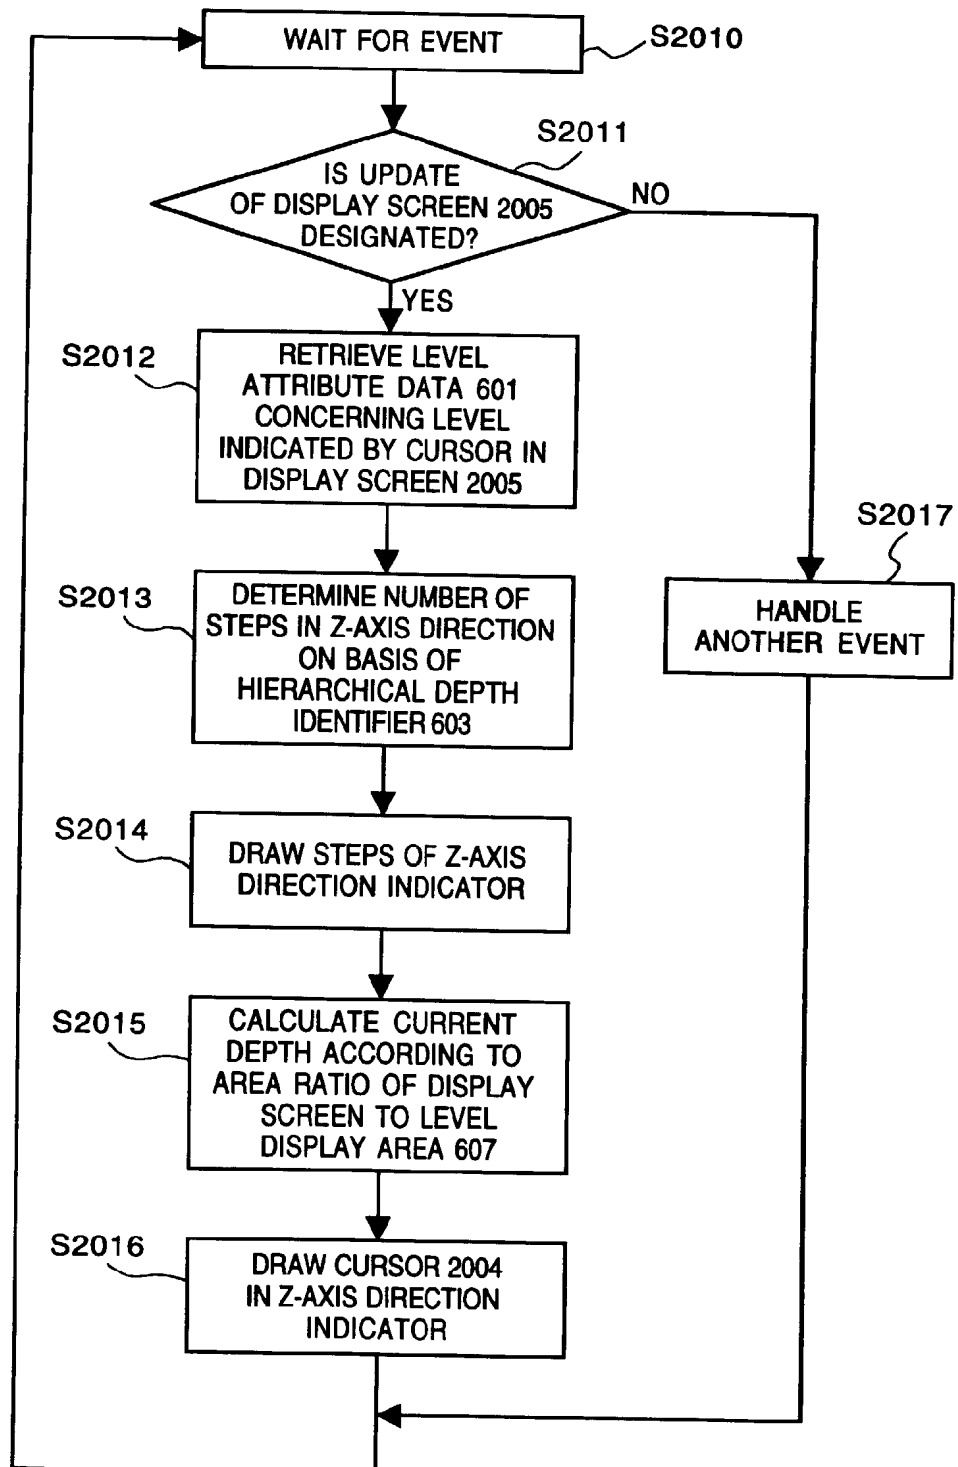 WAIT FOR EVENT
S2010
S2011
IS UPDATE
OF DISPLAY SCREEN 2005
DESIGNATED?
NO
YES
S2012
RETRIEVE LEVEL
ATTRIBUTE DATA 601
CONCERNING LEVEL
INDICATED BY CURSOR IN
DISPLAY SCREEN 2005
S2017
HANDLE
ANOTHER EVENT
S2013
DETERMINE NUMBER OF
STEPS IN Z-AXIS DIRECTION
ON BASIS OF
HIERARCHICAL DEPTH
IDENTIFIER 603
S2014
DRAW STEPS OF Z-AXIS
DIRECTION INDICATOR
S2015
CALCULATE CURRENT
DEPTH ACCORDING TO
AREA RATIO OF DISPLAY
SCREEN TO LEVEL
DISPLAY AREA 607
S2016
DRAW CURSOR 2004
IN Z-AXIS DIRECTION
INDICATOR